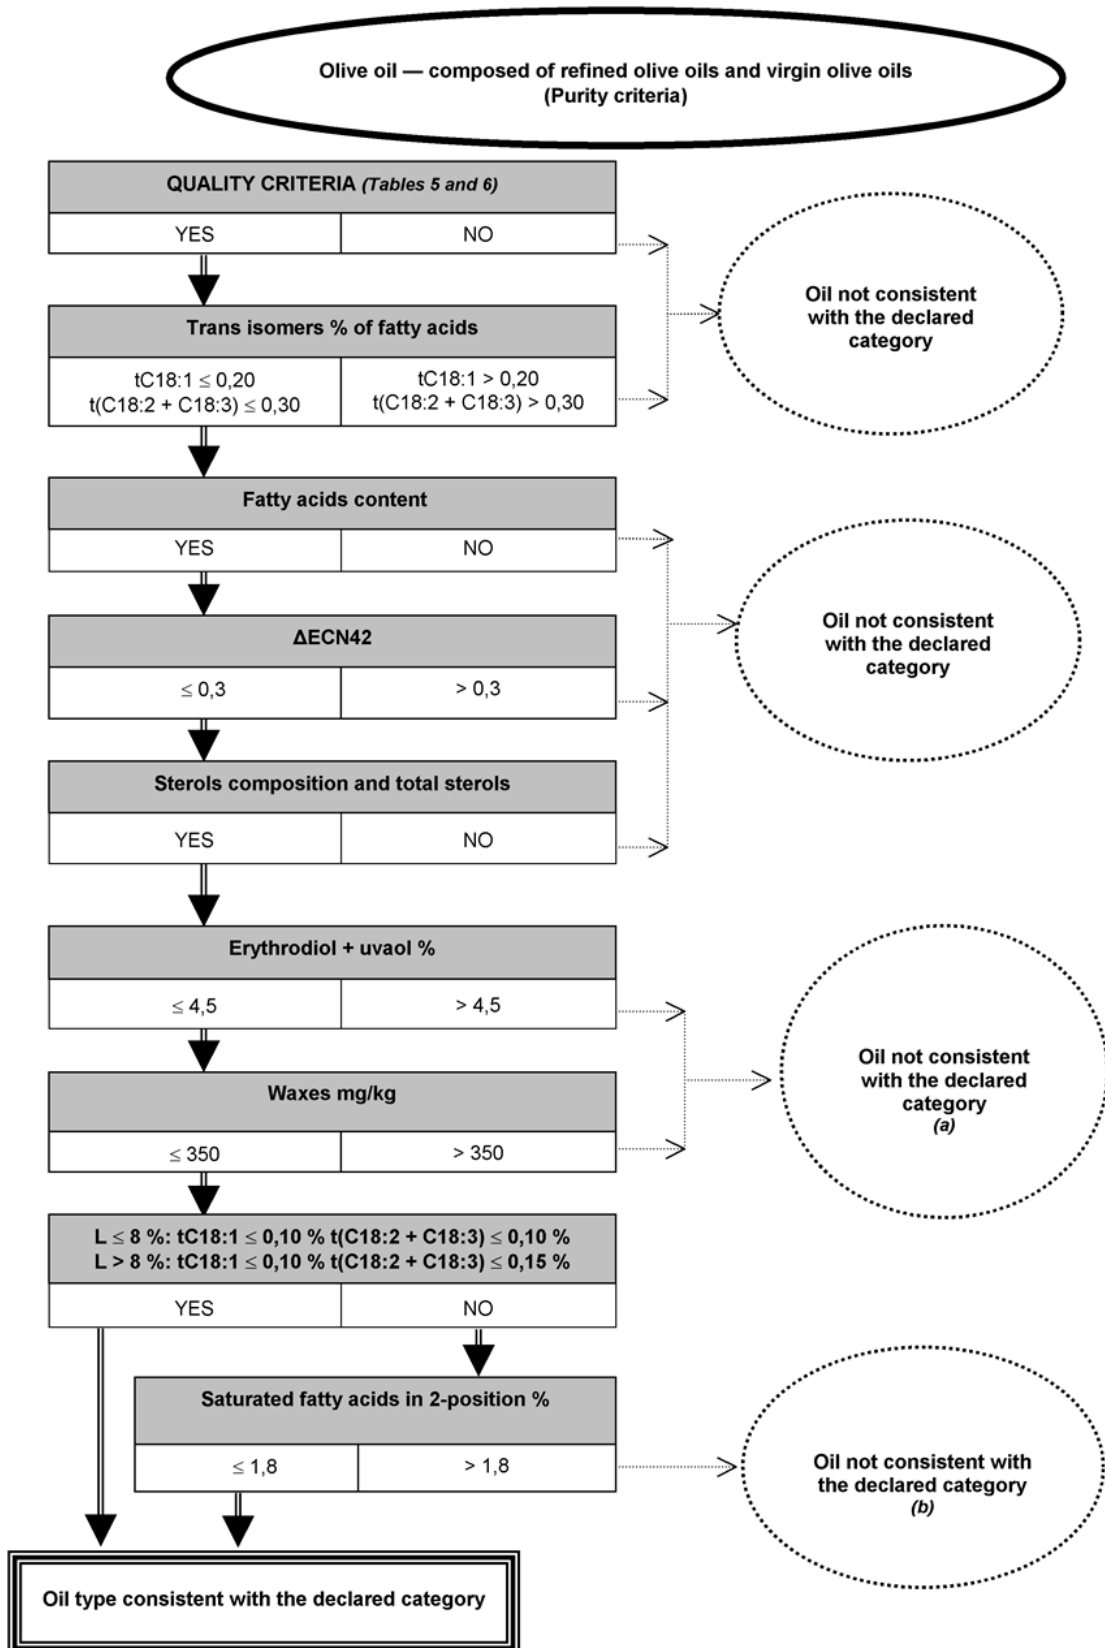 Olive oil — composed of refined olive oils and virgin olive oils
(Purity criteria)
QUALITY CRITERIA (Tables 5 and 6)
YES NO
Oil not consistent
with the declared
category
Trans isomers % of fatty acids
tC18:1 ≤ 0,20 tC18:1 > 0,20
t(C18:2 + C18:3) ≤ 0,30 t(C18:2 + C18:3) > 0,30
Fatty acids content
YES NO
ΔECN42
≤ 0,3 > 0,3
Oil not consistent
with the declared
category
Sterols composition and total sterols
YES NO
Erythrodiol + uvaol %
≤ 4,5 > 4,5
Waxes mg/kg
≤ 350 > 350
Oil not consistent
with the declared
category
(a)
L ≤ 8 %: tC18:1 ≤ 0,10 % t(C18:2 + C18:3) ≤ 0,10 %
L > 8 %: tC18:1 ≤ 0,10 % t(C18:2 + C18:3) ≤ 0,15 %
YES NO
Saturated fatty acids in 2-position %
≤ 1,8 > 1,8
Oil not consistent with
the declared category
(b)
Oil type consistent with the declared category